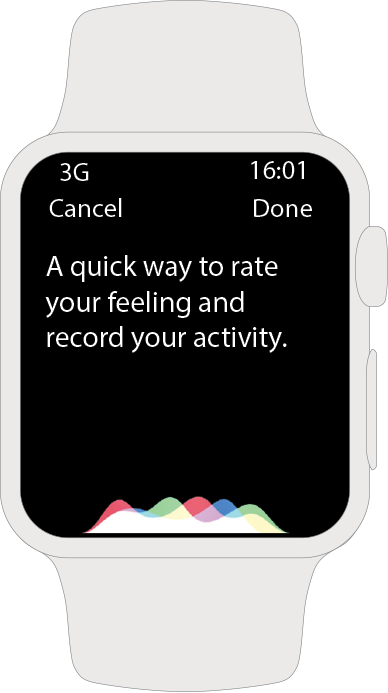 3G 16:01
Cancel Done
A quick way to rate
your feeling and
record your activity.